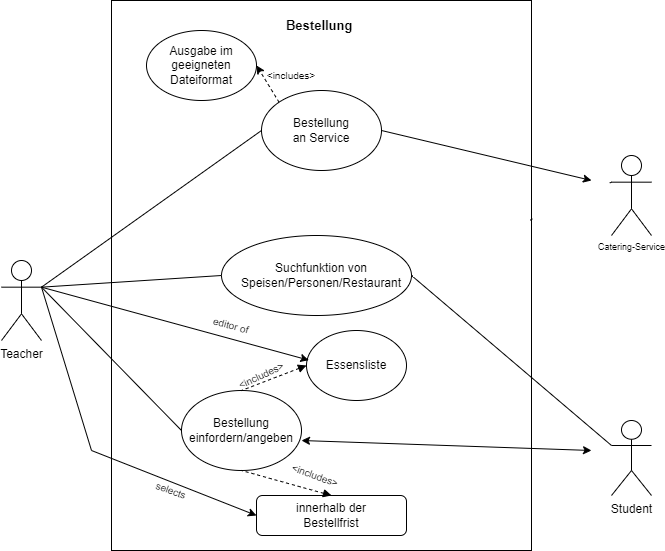 Bestellung
Ausgabe im
geeigneten
Dateiformat
<includes>
Bestellung
an Service
Catering-Service
Suchfunktion von
Speisen/Personen/Restaurant
Teacher
editor of
Essensliste
<includes>
Bestellung
einfordern/angeben
<includes>
selects
innerhalb der
Bestellfrist
Student